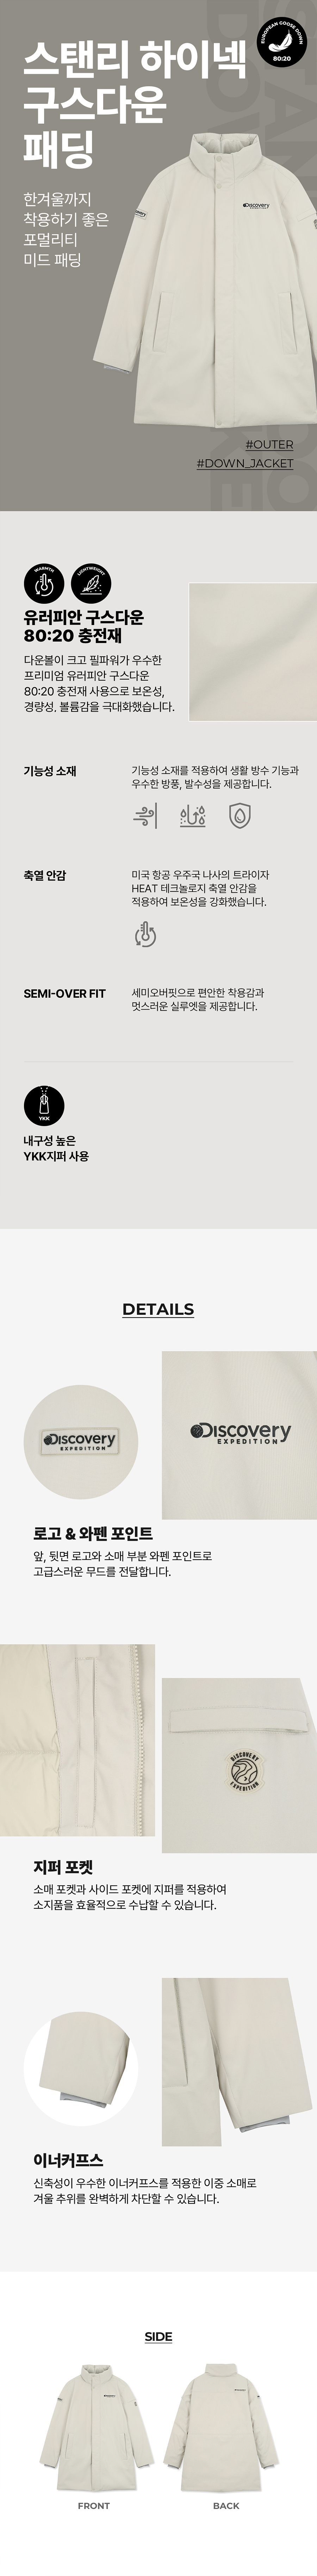 EUROPEAN GOOSE DOWN
80:20
스탠리 하이넥
구스다운
패딩
한겨울까지
착용하기 좋은
포멀리티
미드 패딩
Discovery
#OUTER
#DOWN_JACKET
WARMTH
LIGHTWEIGHT
유러피안 구스다운
80:20 충전재
다운볼이 크고 필파워가 우수한
프리미엄 유러피안 구스다운
80:20 충전재 사용으로 보온성,
경량성, 볼륨감을 극대화했습니다.
기능성 소재
기능성 소재를 적용하여 생활 방수 기능과
우수한 방풍, 발수성을 제공합니다.
축열 안감
미국 항공 우주국 나사의 트라이자
HEAT 테크놀로지 축열 안감을
적용하여 보온성을 강화했습니다.
SEMI-OVER FIT
세미오버핏으로 편안한 착용감과
멋스러운 실루엣을 제공합니다.
YKK
내구성 높은
YKK지퍼 사용
DETAILS
Discovery
EXPEDITION
Discovery
EXPEDITION
로고 & 와펜 포인트
앞, 뒷면 로고와 소매 부분 와펜 포인트로
고급스러운 무드를 전달합니다.
DISCOVERY
EXPEDITION
지퍼 포켓
소매 포켓과 사이드 포켓에 지퍼를 적용하여
소지품을 효율적으로 수납할 수 있습니다.
이너커프스
신축성이 우수한 이너커프스를 적용한 이중 소매로
겨울 추위를 완벽하게 차단할 수 있습니다.
SIDE
Discovery
FRONT
BACK